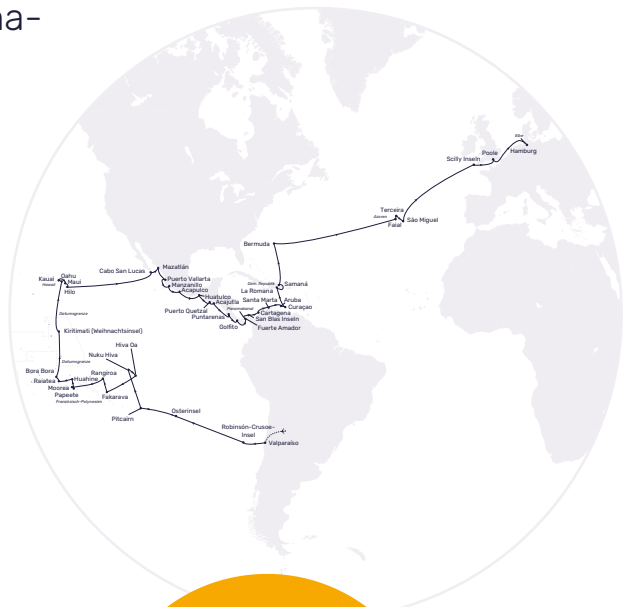 na-
Elbe
Poole
Hamburg
Scilly Inseln
Terceira
Azoren
São Miguel
Faial
Bermuda
Mazatlán
Cabo San Lucas
Oahu
Kauai
Maui
Hawaii
Hilo
Puerto Vallarta
Manzanilo
Acapulco
Huatulco
Acajutla
Puerto Quetzal
Puntarenas
Golfito
Dom. Republik
Samaná
La Romana
Santa Marta
Aruba
Curaçao
Panamakanal
Cartagena
San Blas Inseln
Fuerte Amador
Datumsgrenze
Kiritimati (Weihnachtsinsel)
Hiva Oa
Nuku Hiva
Datumsgrenze
Bora Bora
Rangiroa
Raiatea
Huahine
Moorea
Papeete
Fakarava
Französisch-Polynesien
Pitcairn
Osterinsel
Robinsón-Crusoe-
Insel
Valparaíso